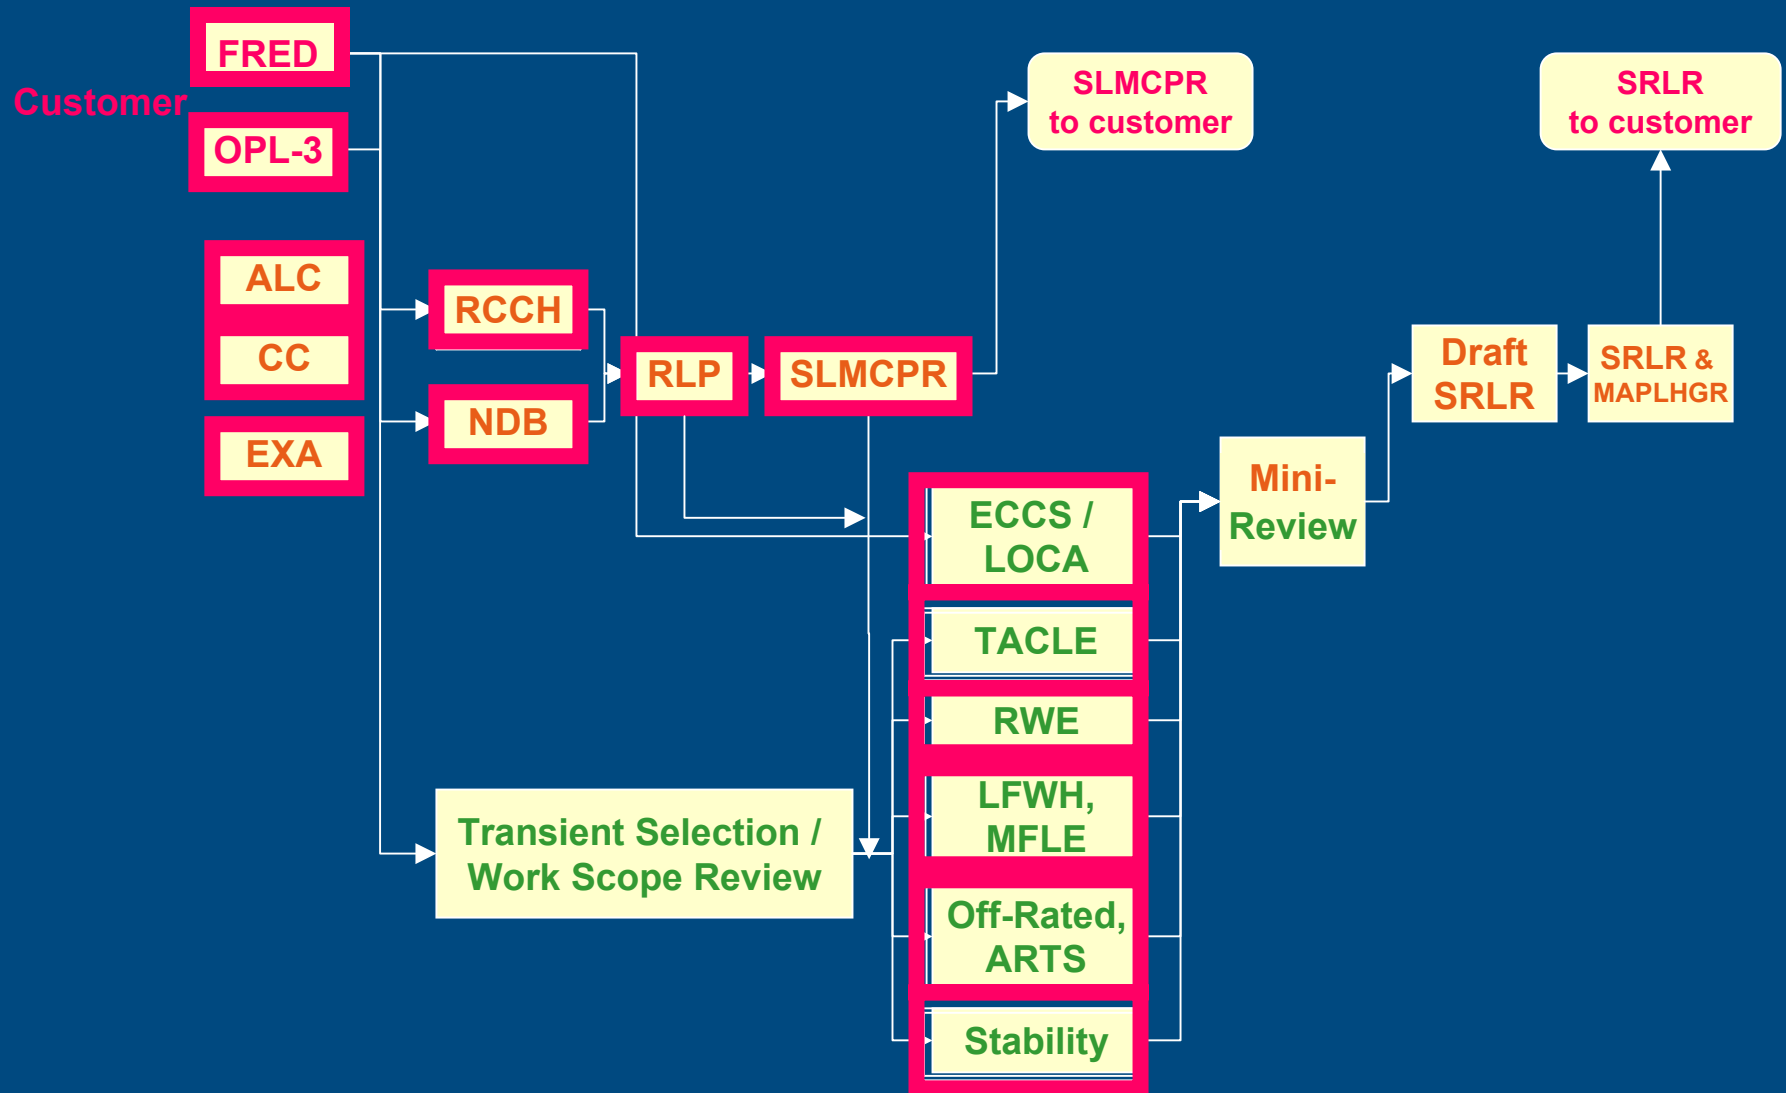 FRED
Customer
OPL-3
SLMCPR
to customer
SRLR
to customer
ALC
CC
EXA
RCCH
NDB
RLP
SLMCPR
Draft
SRLR
SRLR &
MAPLHGR
Mini-
Review
ECCS /
LOCA
TACLE
RWE
LFWH,
MFLE
Off-Rated,
ARTS
Stability
Transient Selection /
Work Scope Review